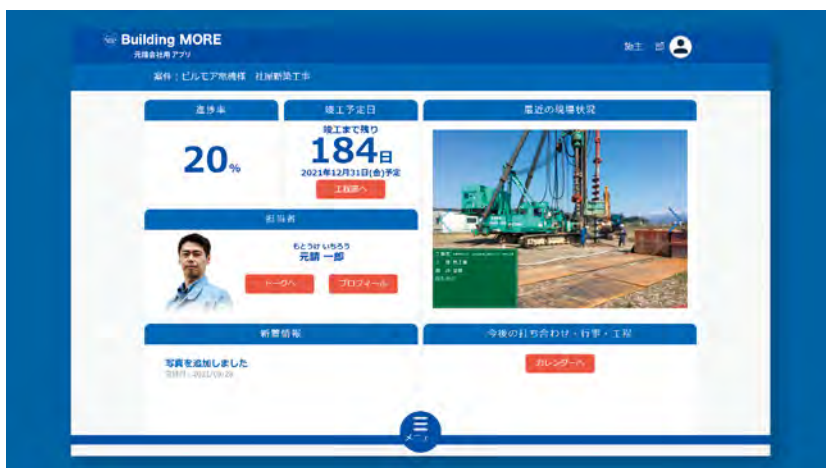 Building MORE
元請会社用 アプリ
施主 一郎
案件：ビルモア商機様 社屋新築工事
進捗率
竣工予定日
最近の現場状況
20%
竣工まで残り
184日
2021年12月31日(金)予定
工程表へ
担当者
もとうけ いちろう
元請 一郎
トークへ
プロフィール
新着情報
今後の打ち合わせ・行事・工程
写真を追加しました
カレンダーへ
メニュー